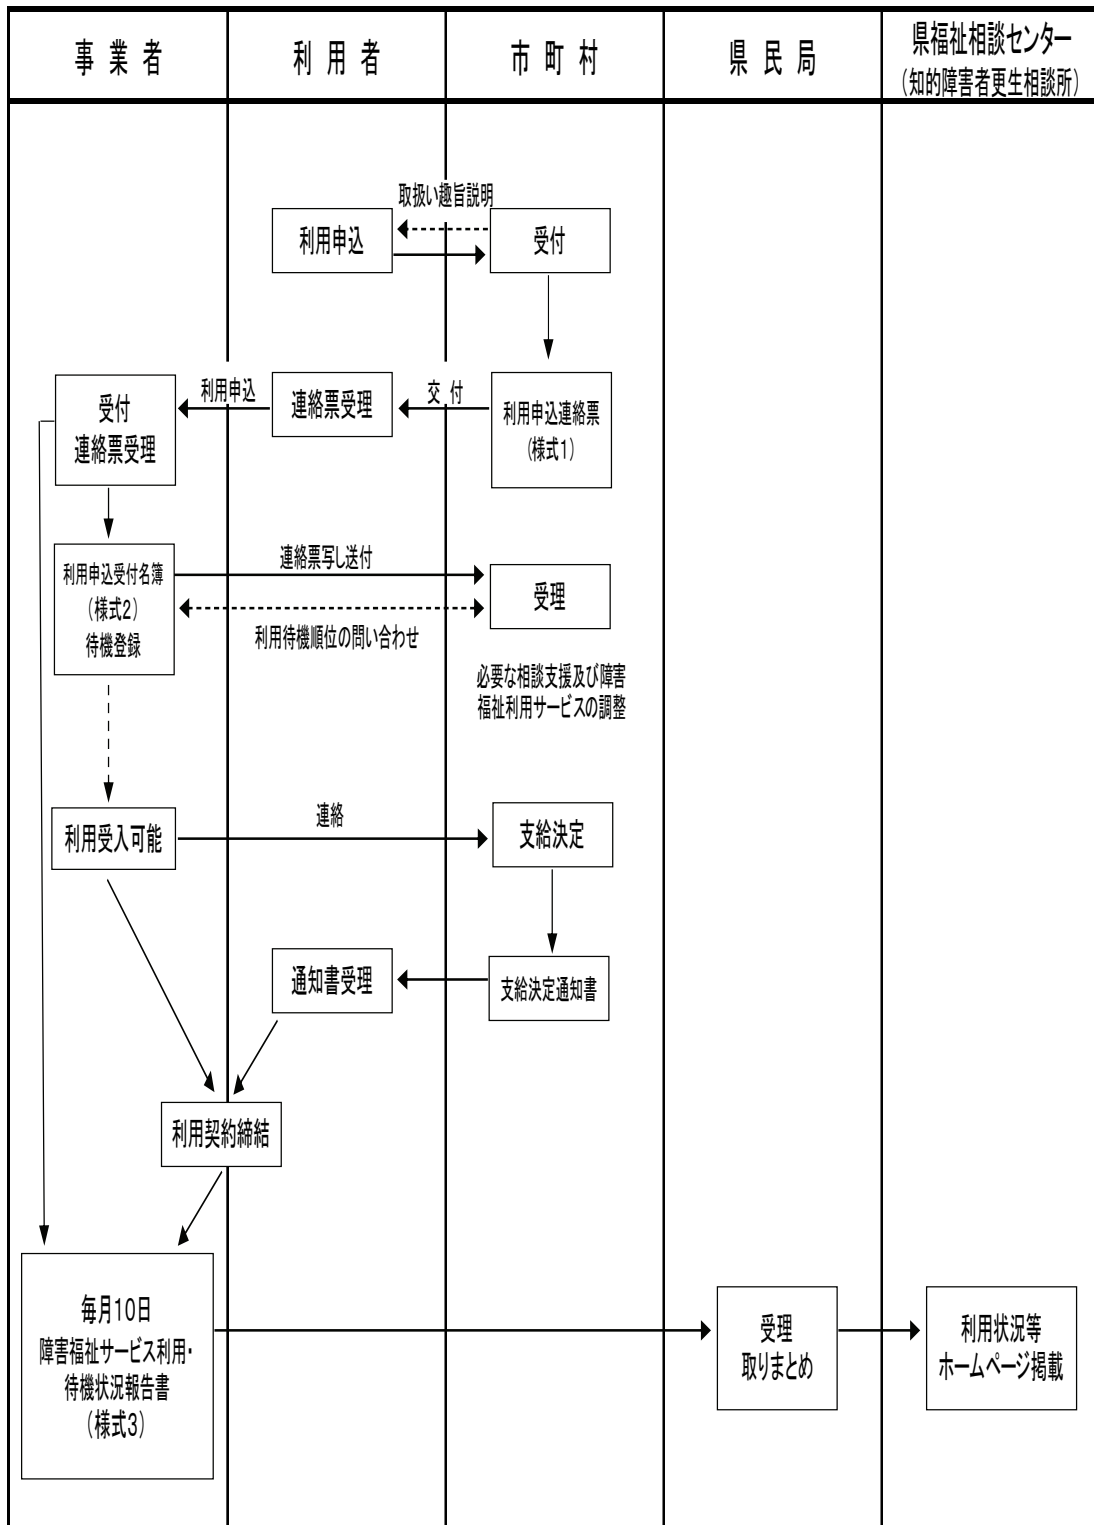 事業者
利用者
市町村
県民局
県福祉相談センター
（知的障害者更生相談所）
取扱い趣旨説明
利用申込
受付
利用申込
連絡票受理
交付
利用申込連絡票
（様式1）
受付
連絡票受理
利用申込受付名簿
（様式2）
待機登録
連絡票写し送付
受理
利用待機順位の問い合わせ
必要な相談支援及び障害
福祉利用サービスの調整
利用受入可能
連絡
支給決定
通知書受理
支給決定通知書
利用契約締結
毎月10日
障害福祉サービス利用・
待機状況報告書
（様式3）
受理
取りまとめ
利用状況等
ホームページ掲載